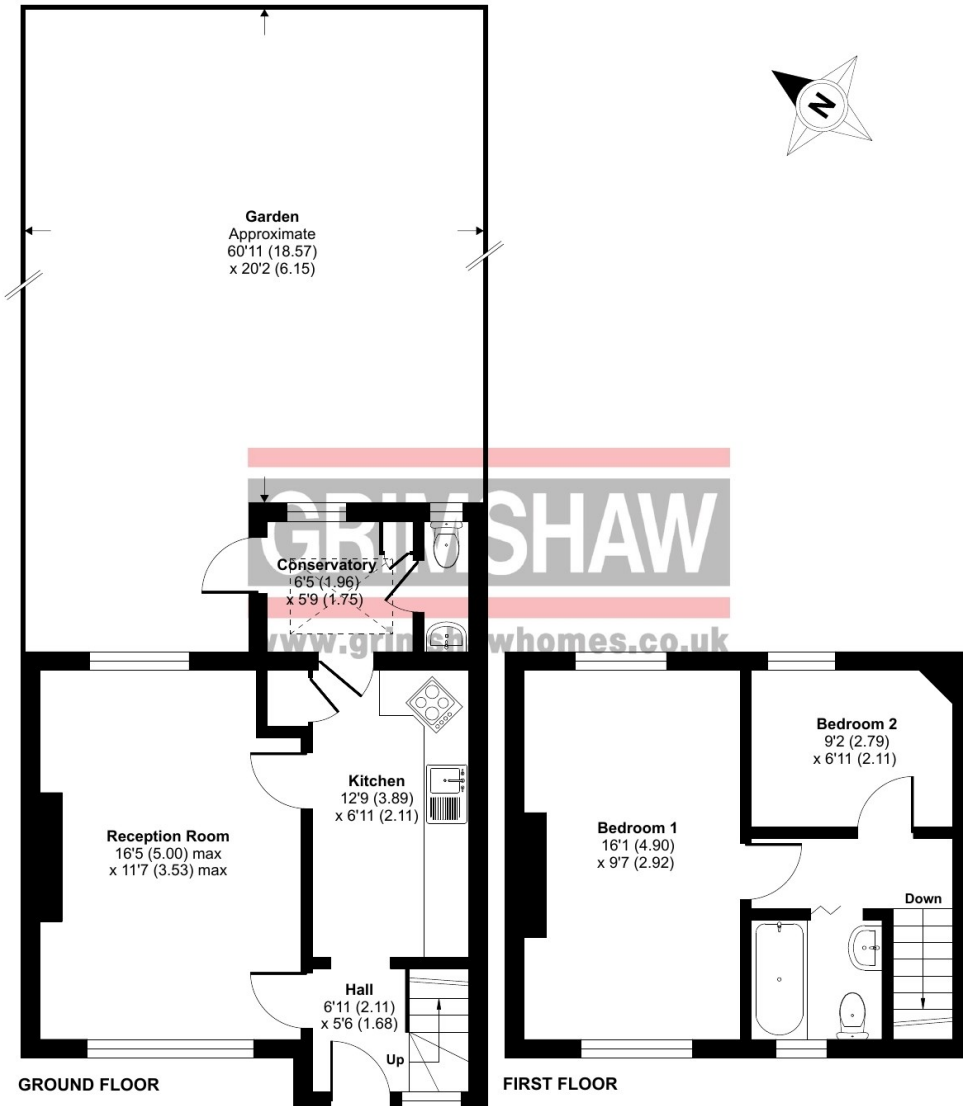 N
Garden
Approximate
60'11 (18.57)
x 20'2 (6.15)
GRIMSHAW
www.grimshawhomes.co.uk
Conservatory
6'5 (1.96)
x 5'9 (1.75)
Kitchen
12'9 (3.89)
x 6'11 (2.11)
Reception Room
16'5 (5.00) max
x 11'7 (3.53) max
Hall
6'11 (2.11)
x 5'6 (1.68)
Up
GROUND FLOOR
Bedroom 2
9'2 (2.79)
x 6'11 (2.11)
Bedroom 1
16'1 (4.90)
x 9'7 (2.92)
Down
FIRST FLOOR